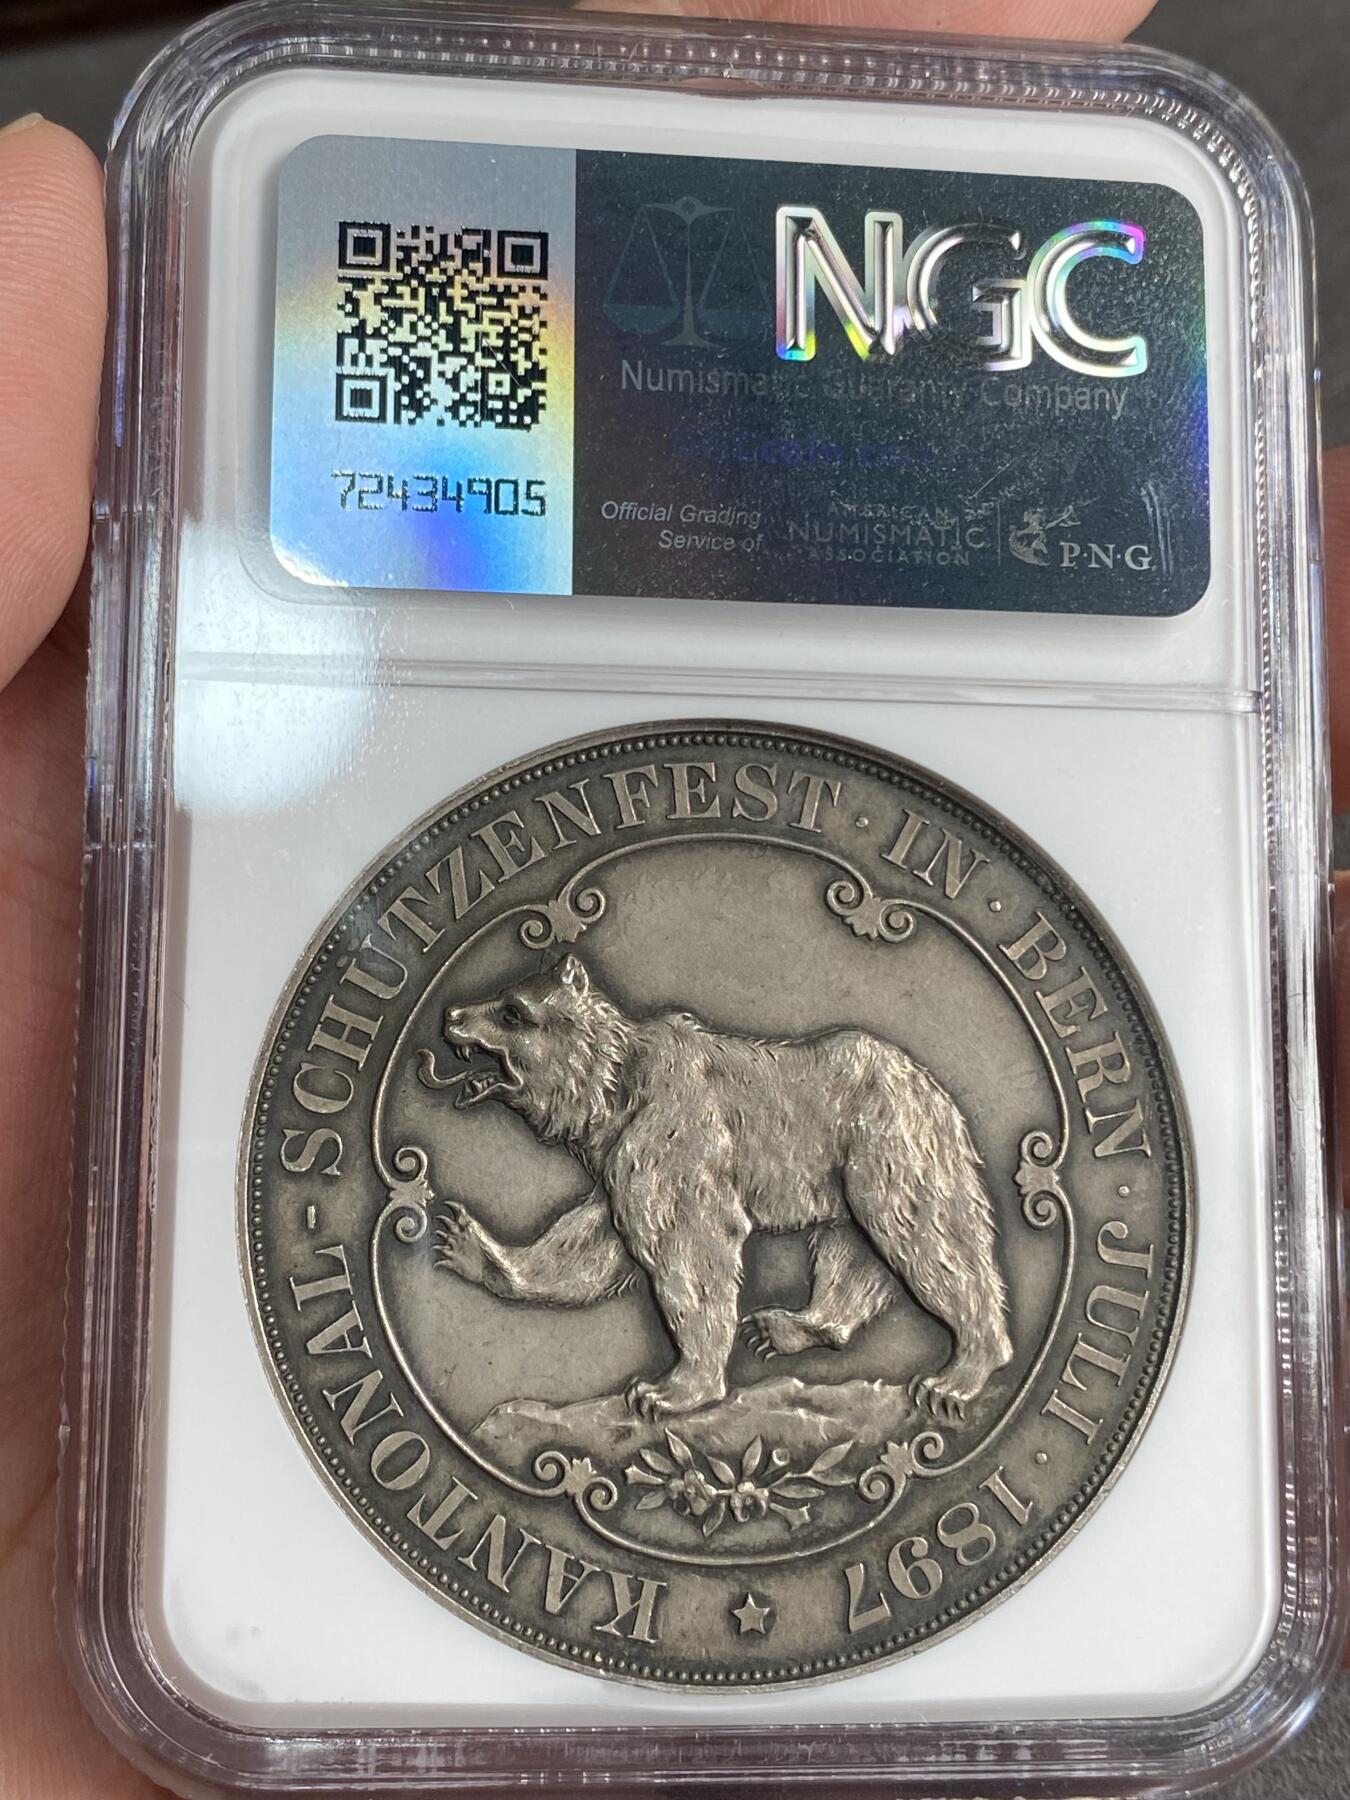 NGC
Numismatic Guaranty Company
72434905
Official Grading
Service of
AMERICAN
NUMISMATIC
ASSOCIATION
P·N·G
KANTONAL-SCHÜTZENFEST · IN · BERN · JULI · 1897